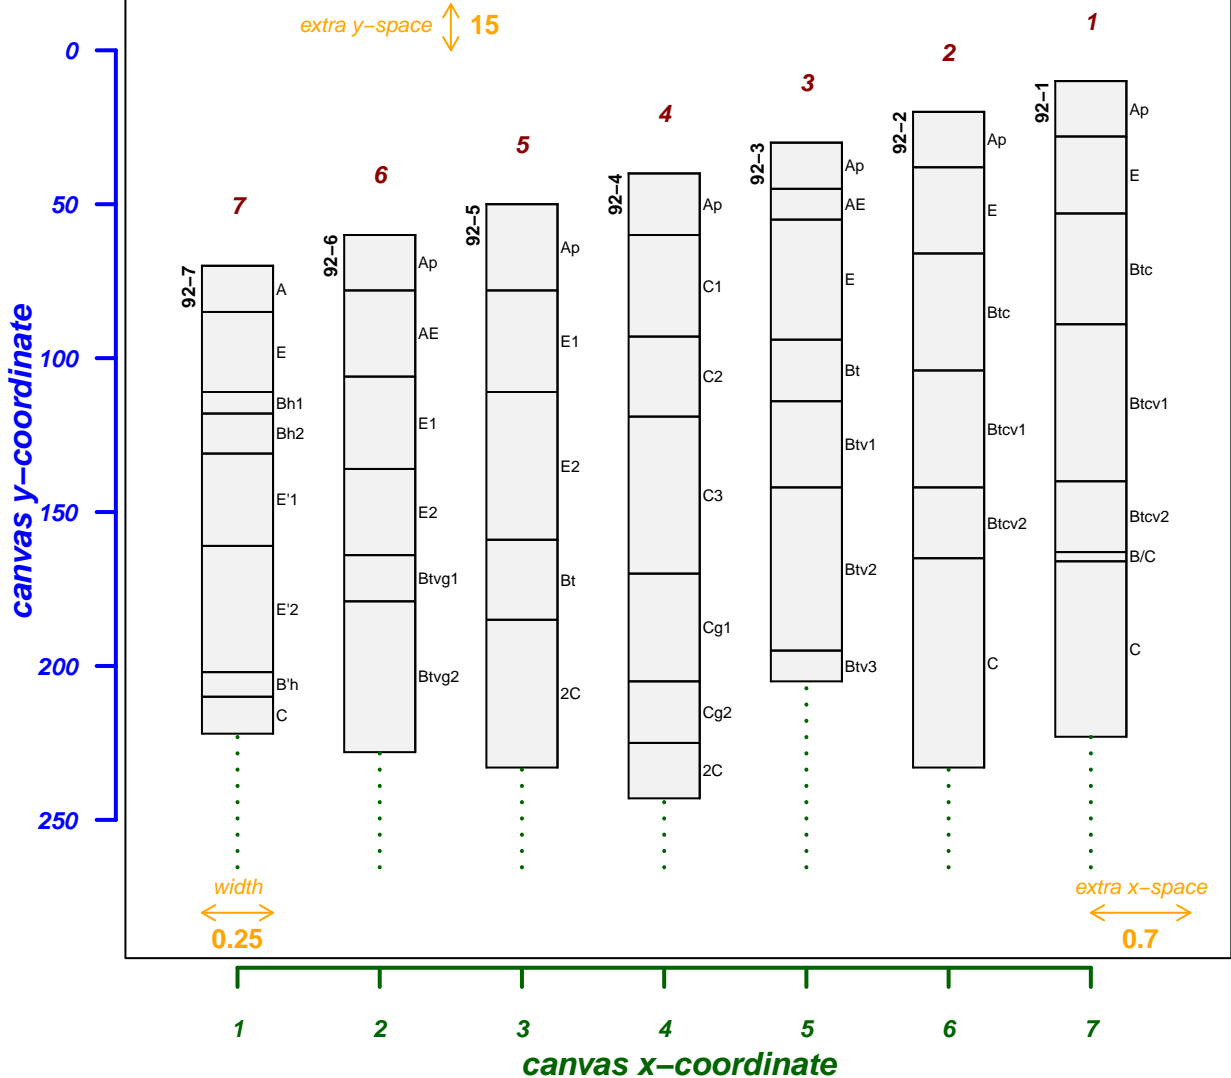 extra y−space 15
0
50
100
150
200
250
canvas y−coordinate
7
92−7
A
E
Bh1
Bh2
E'1
E'2
B'h
C
6
92−6
Ap
AE
E1
E2
Btvg1
Btvg2
5
92−5
Ap
E1
E2
Bt
2C
4
92−4
Ap
C1
C2
C3
Cg1
Cg2
2C
3
92−3
Ap
AE
E
Bt
Btv1
Btv2
Btv3
2
92−2
Ap
E
Btc
Btcv1
Btcv2
C
1
92−1
Ap
E
Btc
Btcv1
Btcv2
B/C
C
width
0.25
extra x−space
0.7
1 2 3 4 5 6 7
canvas x−coordinate